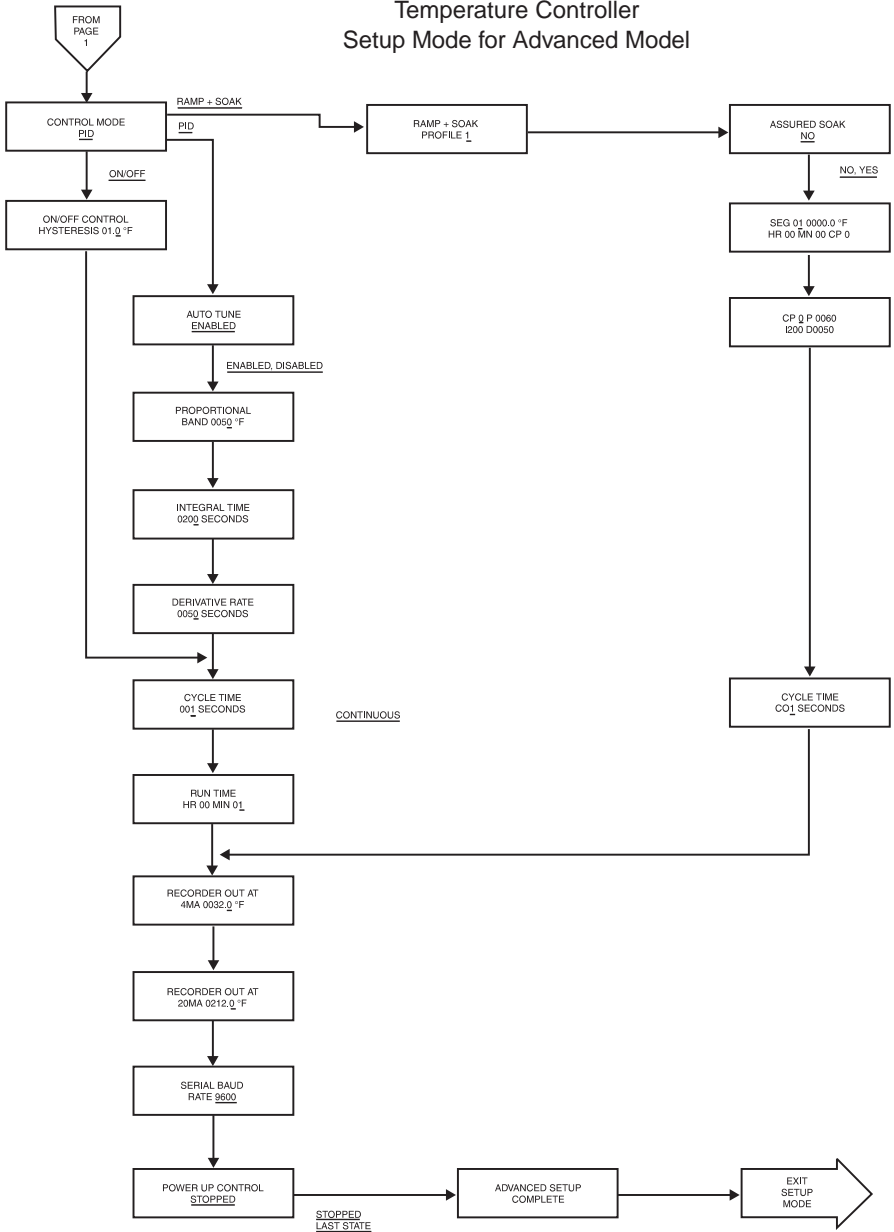 Temperature Controller
Setup Mode for Advanced Model
FROM
PAGE
1
CONTROL MODE
PID
RAMP + SOAK
PID
ON/OFF
RAMP + SOAK
PROFILE 1
ASSURED SOAK
NO
NO, YES
ON/OFF CONTROL
HYSTERESIS 01.0 °F
SEG 01 0000.0 °F
HR 00 MN 00 CP 0
AUTO TUNE
ENABLED
CP 0 P 0060
I200 D0050
ENABLED, DISABLED
PROPORTIONAL
BAND 0050 °F
INTEGRAL TIME
0200 SECONDS
DERIVATIVE RATE
0050 SECONDS
CYCLE TIME
001 SECONDS
CONTINUOUS
CYCLE TIME
CO1 SECONDS
RUN TIME
HR 00 MIN 01
RECORDER OUT AT
4MA 0032.0 °F
RECORDER OUT AT
20MA 0212.0 °F
SERIAL BAUD
RATE 9600
POWER UP CONTROL
STOPPED
STOPPED
LAST STATE
ADVANCED SETUP
COMPLETE
EXIT
SETUP
MODE